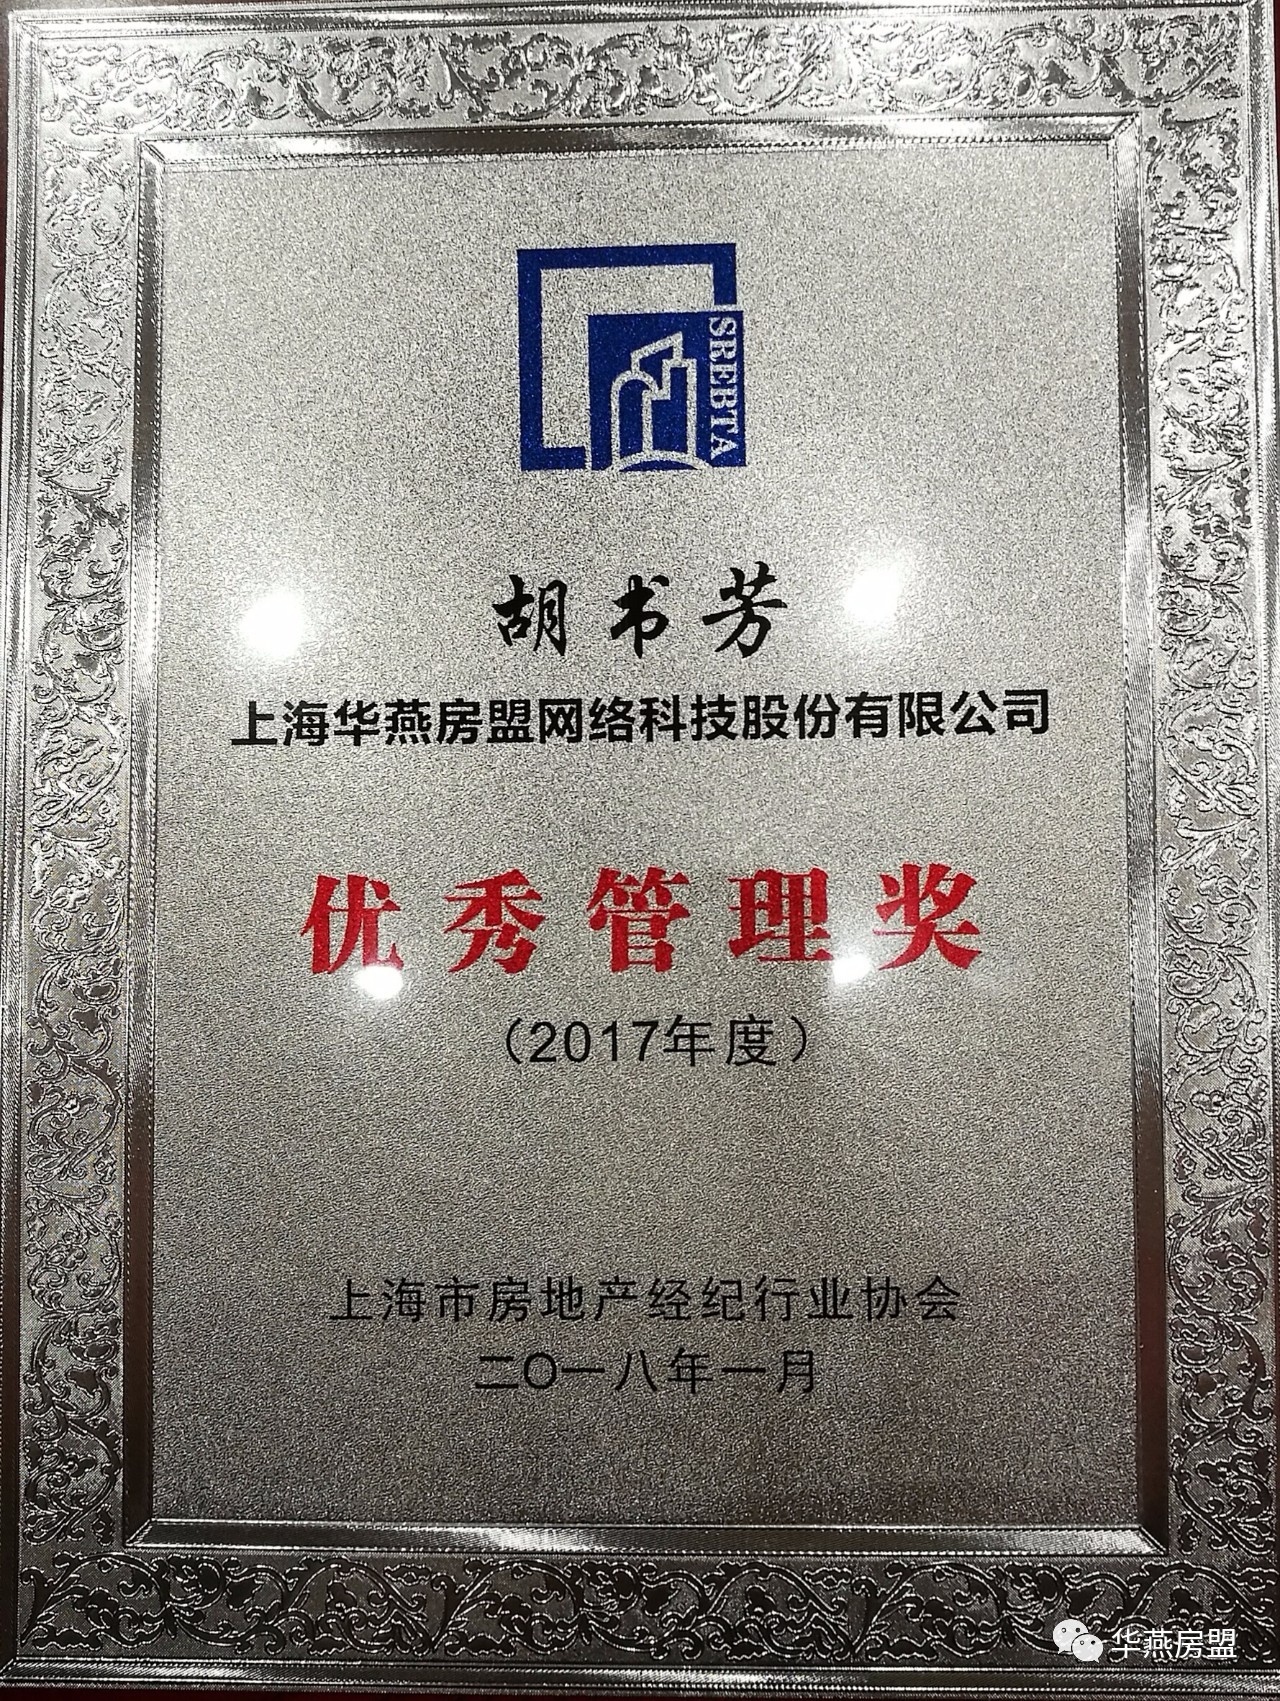 SREBTA
胡书芳
上海华燕房盟网络科技股份有限公司
优秀管理奖
（2017年度）
上海市房地产经纪行业协会
二〇一八年一月
华燕房盟